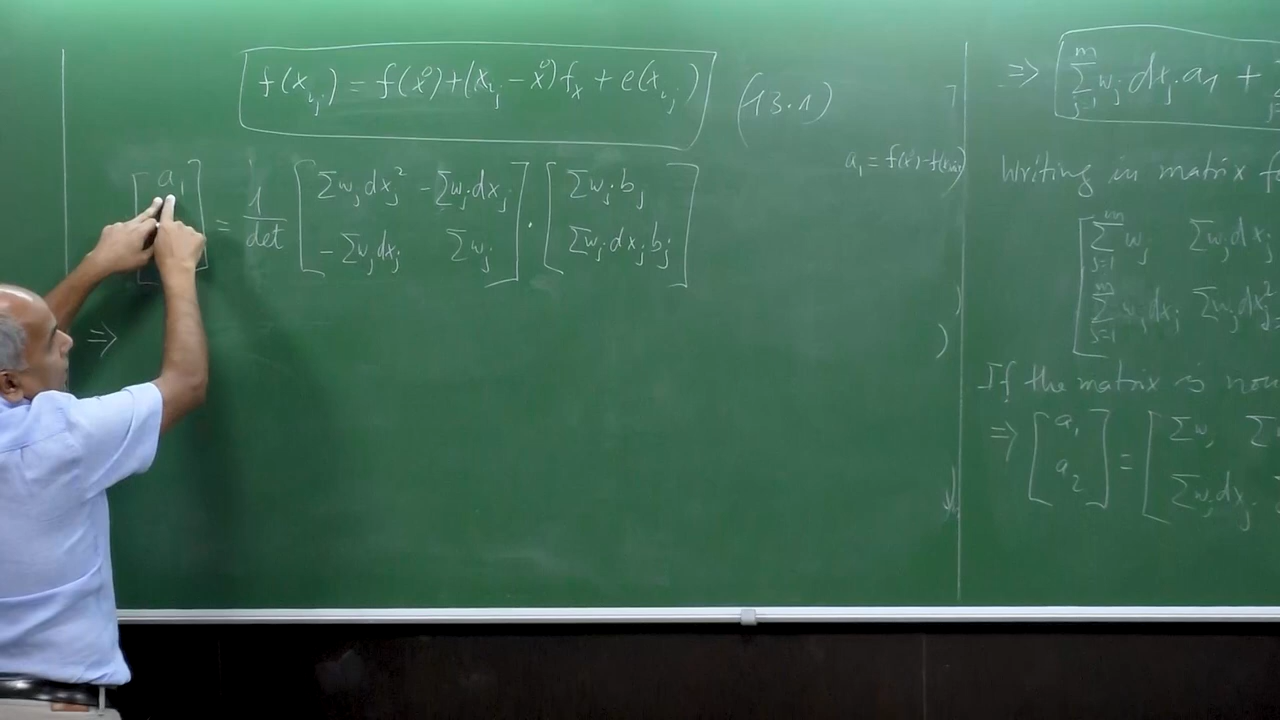 f(x_{i_j}) = f(x^0) + (x_{i_j} - x^0) f_x + e(x_{i_j}) (13.1)
[a_1] = 1/det [Σw_j dx_j^2 -Σw_j dx_j; -Σw_j dx_j Σw_j] · [Σw_j b_j; Σw_j dx_j b_j]
⇒
a_1 = f(x^0) - f(x
⇒ Σ_{j=1}^{m} w_j dx_j a_1 +
Writing in matrix
[Σ_{j=1}^{m} w_j Σw_j dx_j
Σ_{j=1}^{m} w_j dx_j Σw_j dx_j^2
If the matrix is
⇒ [a_1; a_2] = [Σw_j; Σw_j dx_j